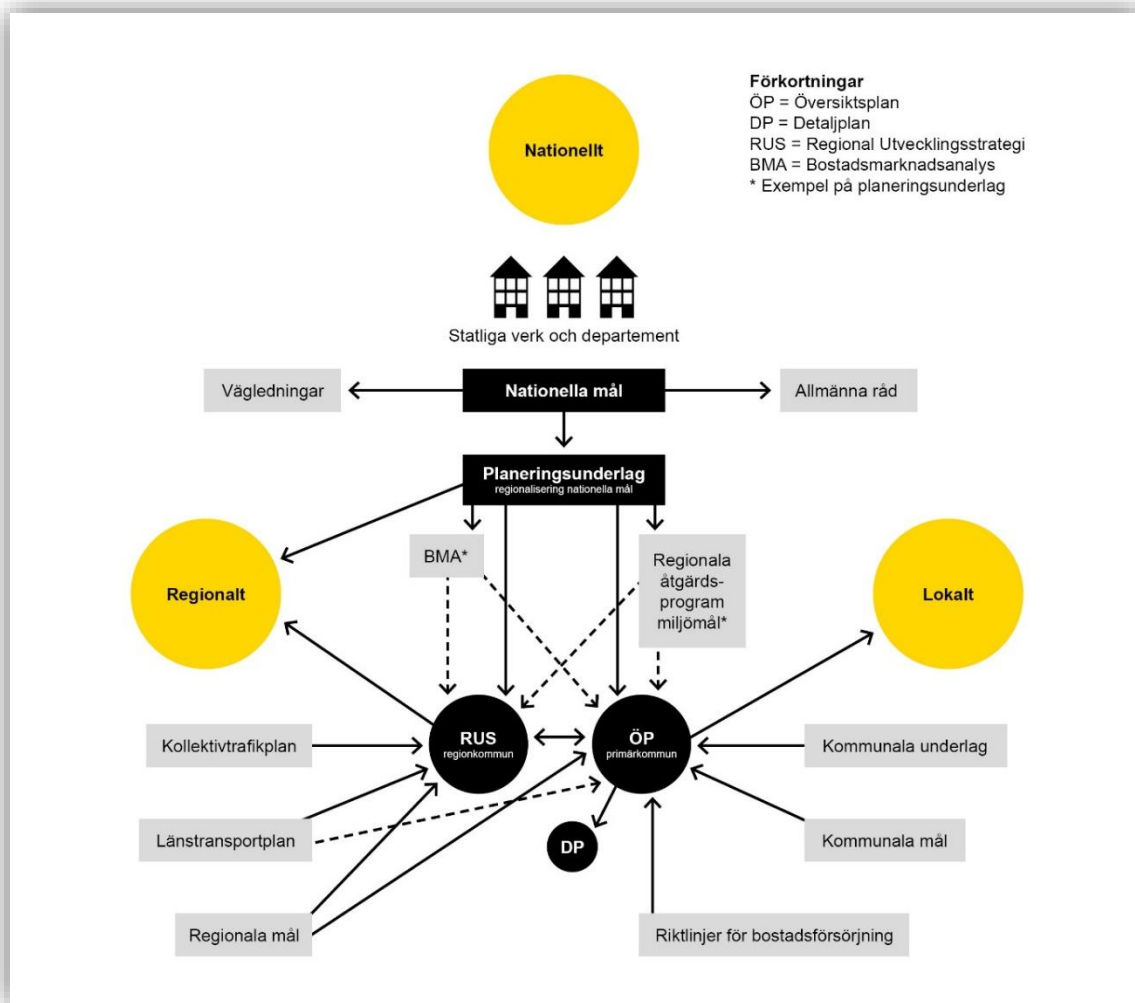 Förkortningar
ÖP = Översiktsplan
DP = Detaljplan
RUS = Regional Utvecklingsstrategi
BMA = Bostadsmarknadsanalys
* Exempel på planeringsunderlag
Nationellt
Statliga verk och departement
Vägledningar
Nationella mål
Allmänna råd
Planeringsunderlag
regionalisering nationella mål
BMA*
Regionala
åtgärds-
program
miljömål*
Regionalt
Lokalt
RUS
regionkommun
ÖP
primärkommun
Kollektivtrafikplan
Kommunala underlag
Länstransportplan
DP
Kommunala mål
Regionala mål
Riktlinjer för bostadsförsörjning